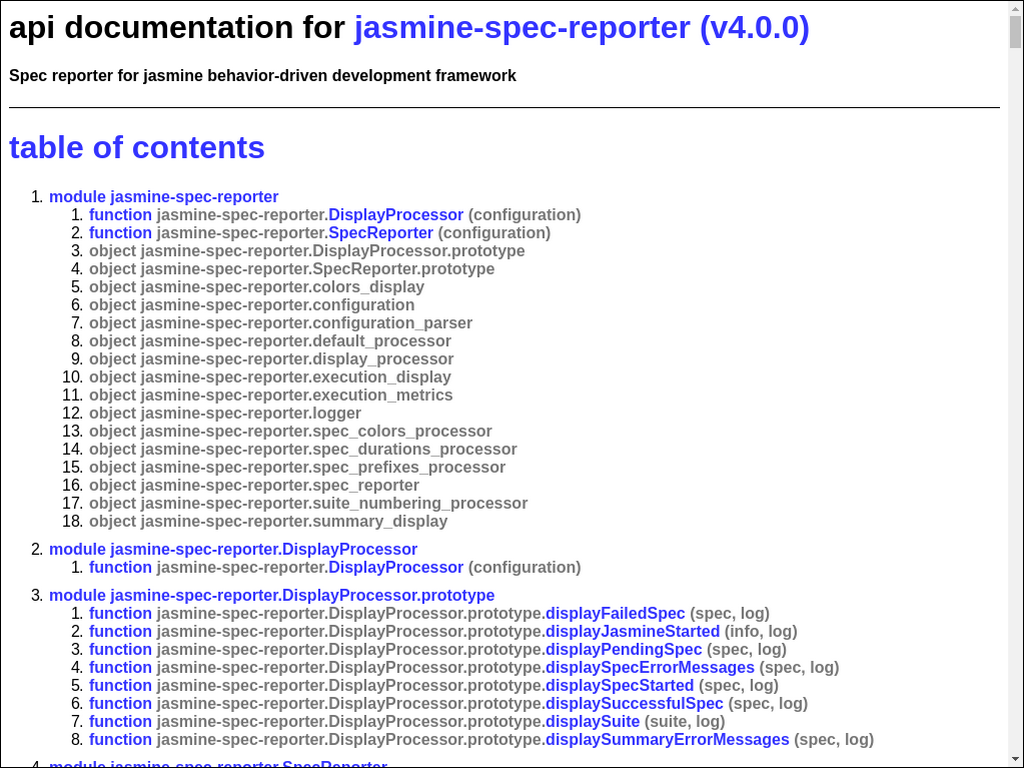 api documentation for jasmine-spec-reporter (v4.0.0)
Spec reporter for jasmine behavior-driven development framework
table of contents
1. module jasmine-spec-reporter
1. function jasmine-spec-reporter.DisplayProcessor (configuration)
2. function jasmine-spec-reporter.SpecReporter (configuration)
3. object jasmine-spec-reporter.DisplayProcessor.prototype
4. object jasmine-spec-reporter.SpecReporter.prototype
5. object jasmine-spec-reporter.colors_display
6. object jasmine-spec-reporter.configuration
7. object jasmine-spec-reporter.configuration_parser
8. object jasmine-spec-reporter.default_processor
9. object jasmine-spec-reporter.display_processor
10. object jasmine-spec-reporter.execution_display
11. object jasmine-spec-reporter.execution_metrics
12. object jasmine-spec-reporter.logger
13. object jasmine-spec-reporter.spec_colors_processor
14. object jasmine-spec-reporter.spec_durations_processor
15. object jasmine-spec-reporter.spec_prefixes_processor
16. object jasmine-spec-reporter.spec_reporter
17. object jasmine-spec-reporter.suite_numbering_processor
18. object jasmine-spec-reporter.summary_display
2. module jasmine-spec-reporter.DisplayProcessor
1. function jasmine-spec-reporter.DisplayProcessor (configuration)
3. module jasmine-spec-reporter.DisplayProcessor.prototype
1. function jasmine-spec-reporter.DisplayProcessor.prototype.displayFailedSpec (spec, log)
2. function jasmine-spec-reporter.DisplayProcessor.prototype.displayJasmineStarted (info, log)
3. function jasmine-spec-reporter.DisplayProcessor.prototype.displayPendingSpec (spec, log)
4. function jasmine-spec-reporter.DisplayProcessor.prototype.displaySpecErrorMessages (spec, log)
5. function jasmine-spec-reporter.DisplayProcessor.prototype.displaySpecStarted (spec, log)
6. function jasmine-spec-reporter.DisplayProcessor.prototype.displaySuccessfulSpec (spec, log)
7. function jasmine-spec-reporter.DisplayProcessor.prototype.displaySuite (suite, log)
8. function jasmine-spec-reporter.DisplayProcessor.prototype.displaySummaryErrorMessages (spec, log)
4. module jasmine-spec-reporter.SpecReporter